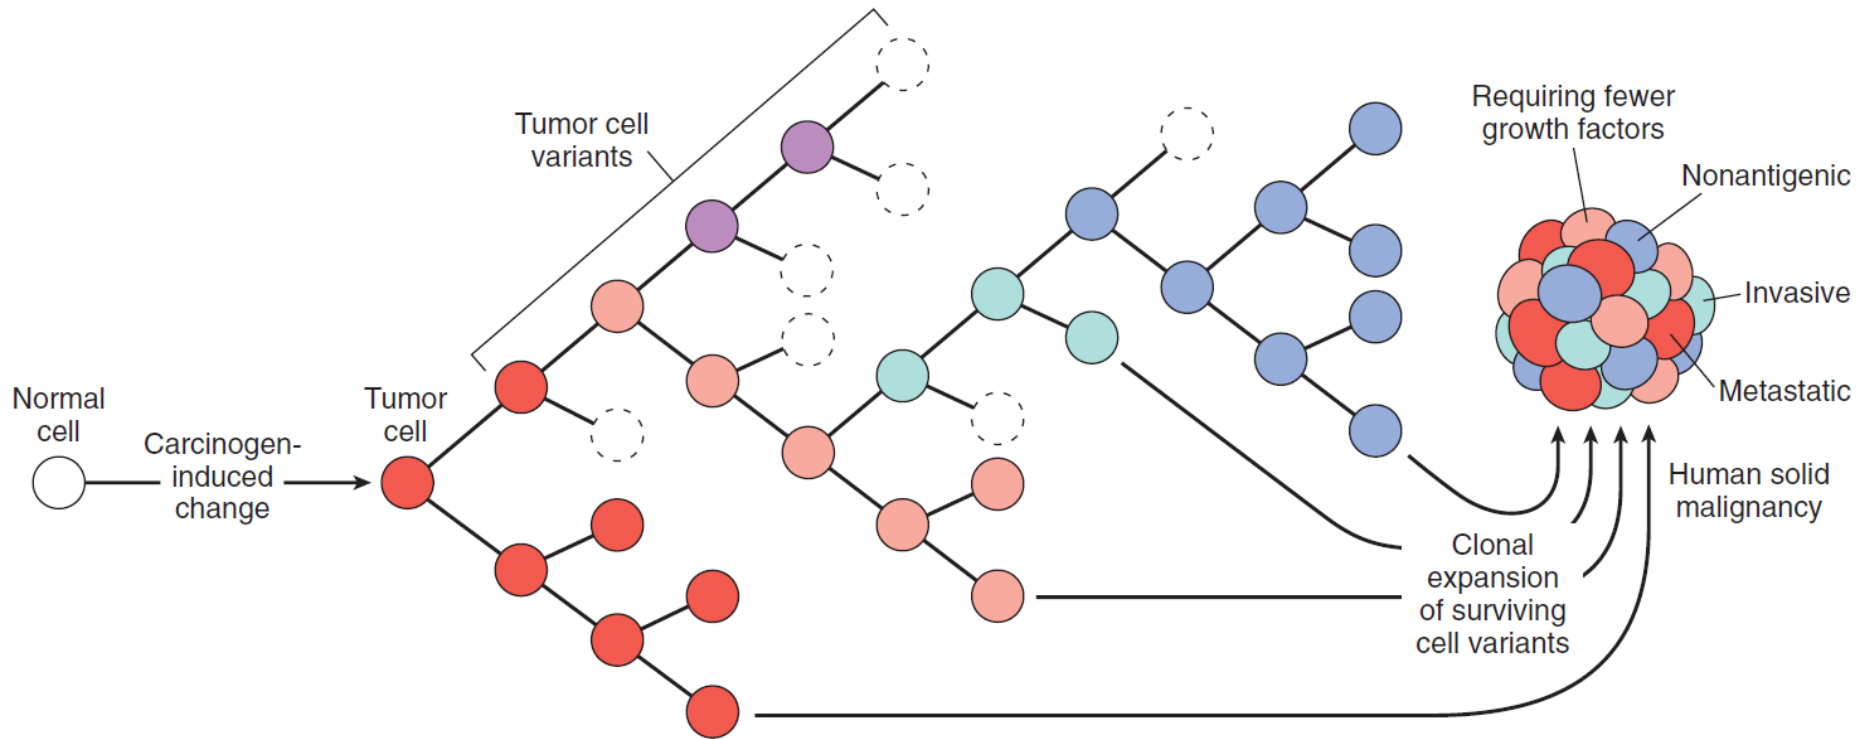 Normal
cell
Carcinogen-
induced
change
Tumor
cell
Tumor cell
variants
Requiring fewer
growth factors
Nonantigenic
Invasive
Metastatic
Human solid
malignancy
Clonal
expansion
of surviving
cell variants